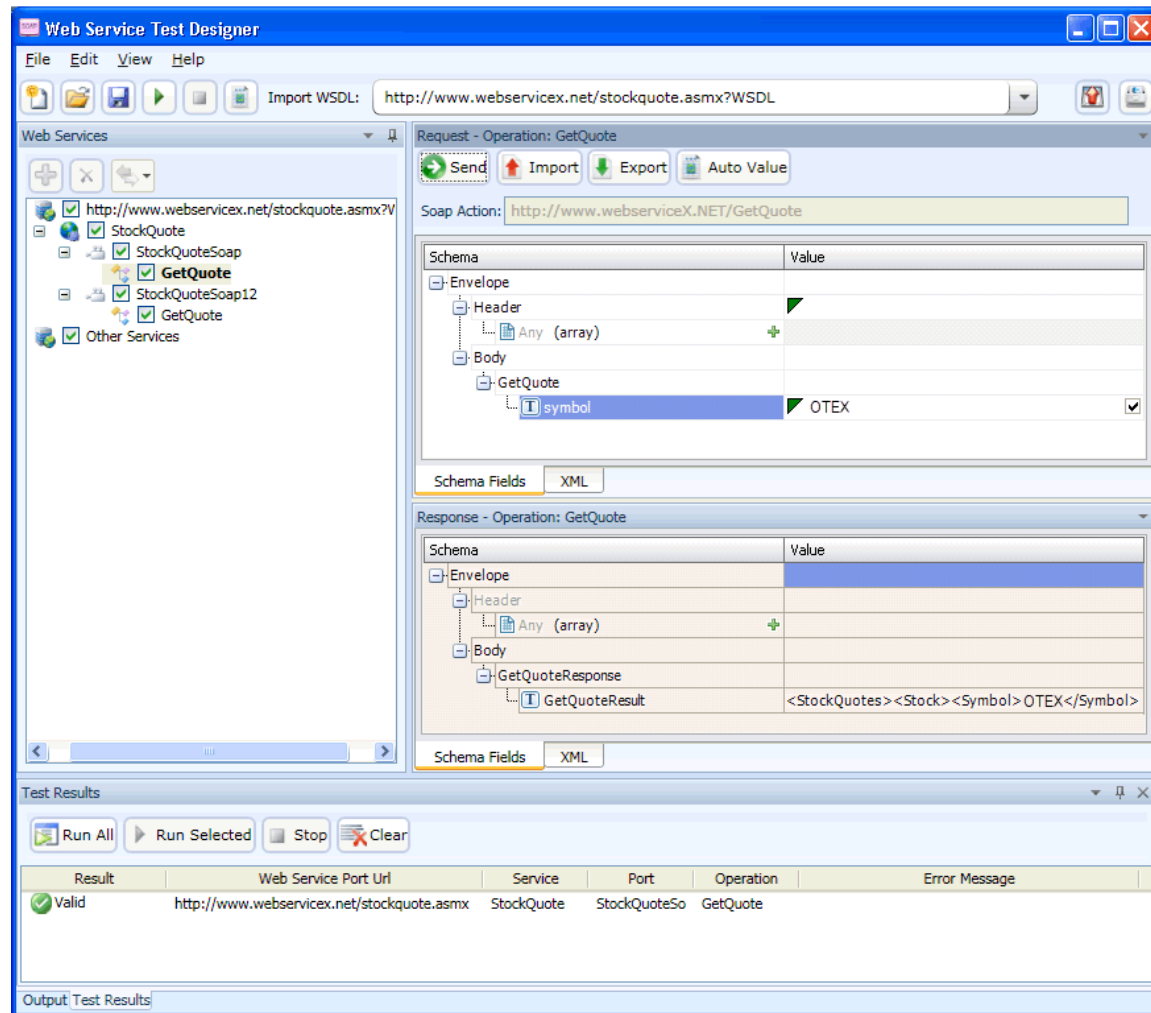 Web Service Test Designer
File Edit View Help
Import WSDL: http://www.webservicex.net/stockquote.asmx?WSDL
Web Services
http://www.webservicex.net/stockquote.asmx?V
StockQuote
StockQuoteSoap
GetQuote
StockQuoteSoap12
GetQuote
Other Services
Request - Operation: GetQuote
Send Import Export Auto Value
Soap Action: http://www.webserviceX.NET/GetQuote
Schema Value
Envelope
Header
Any (array)
Body
GetQuote
symbol OTEX
Schema Fields XML
Response - Operation: GetQuote
Schema Value
Envelope
Header
Any (array)
Body
GetQuoteResponse
GetQuoteResult <StockQuotes><Stock><Symbol>OTEX</Symbol>
Schema Fields XML
Test Results
Run All Run Selected Stop Clear
Result Web Service Port Url Service Port Operation Error Message
Valid http://www.webservicex.net/stockquote.asmx StockQuote StockQuoteSo GetQuote
Output Test Results